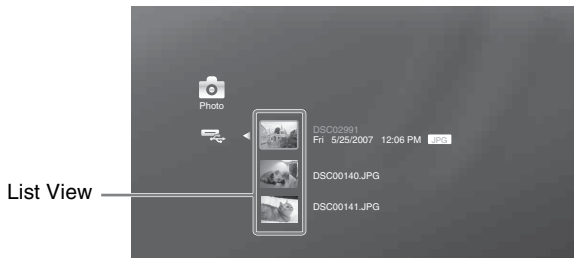 Photo
DSC02991
Fri 5/25/2007 12:06 PM JPG
DSC00140.JPG
DSC00141.JPG
List View